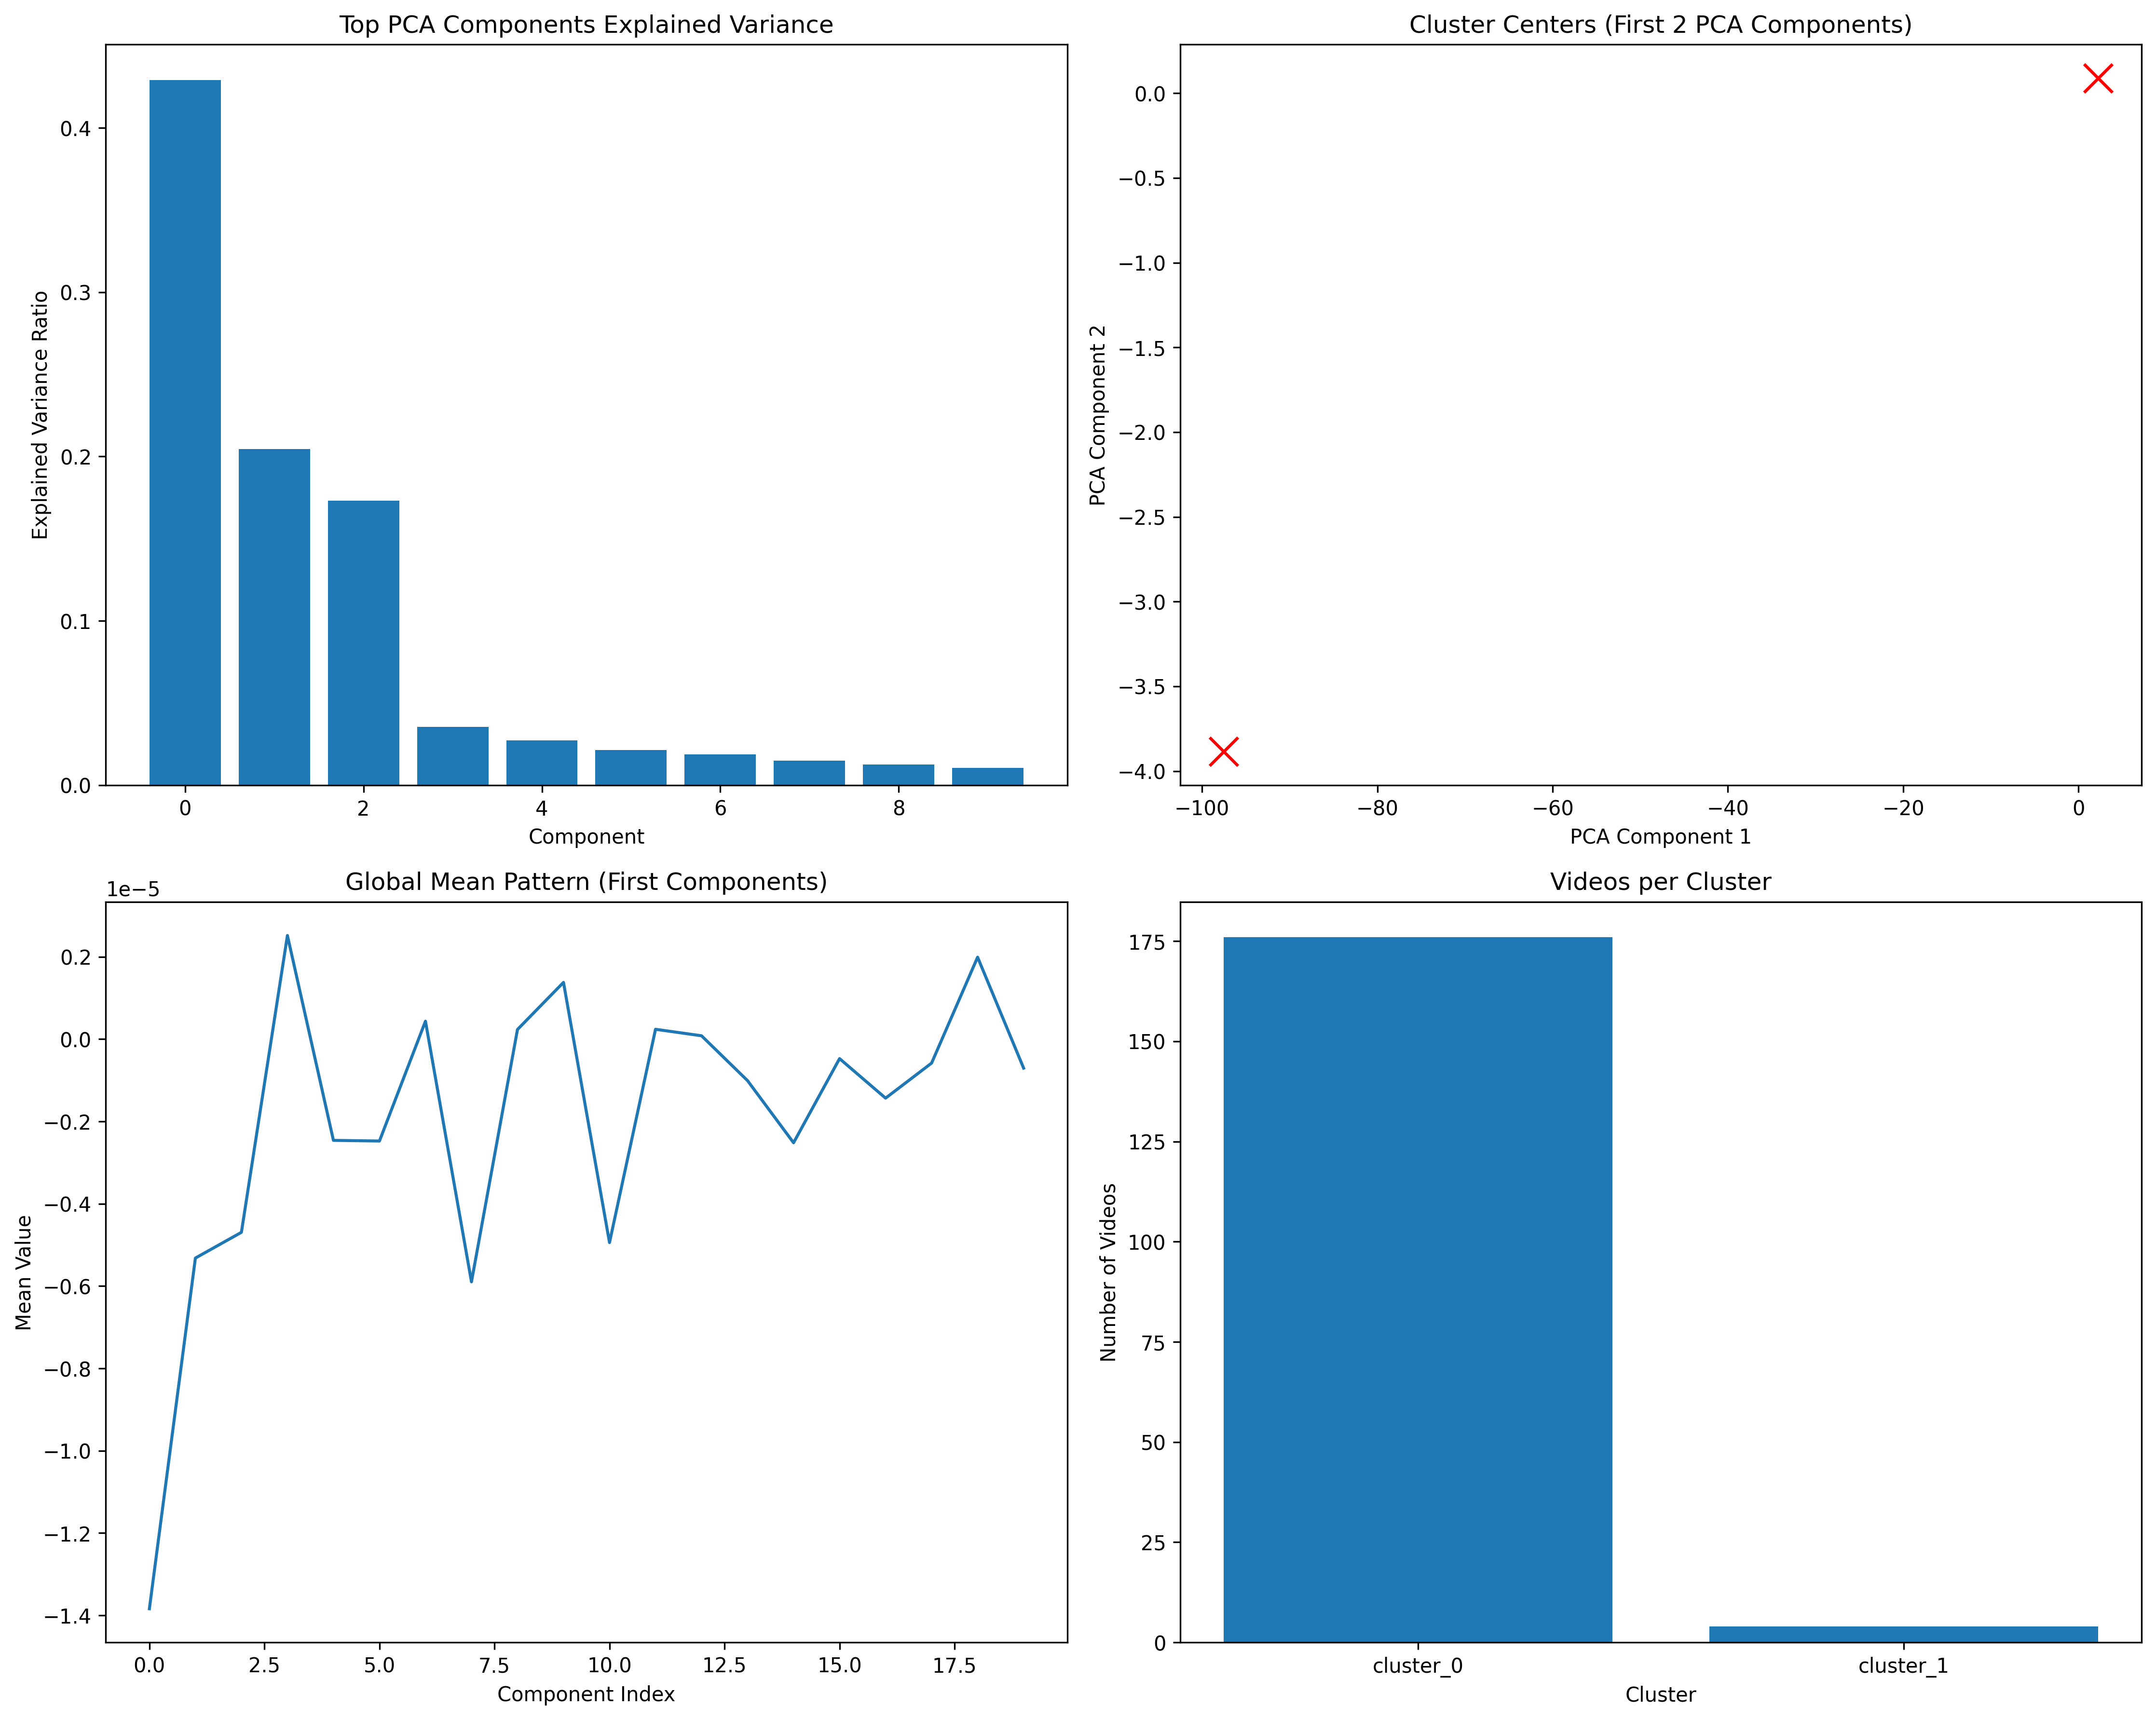 Top PCA Components Explained Variance
Explained Variance Ratio
0.4
0.3
0.2
0.1
0.0
0 2 4 6 8
Component
Cluster Centers (First 2 PCA Components)
PCA Component 2
0.0
−0.5
−1.0
−1.5
−2.0
−2.5
−3.0
−3.5
−4.0
−100 −80 −60 −40 −20 0
PCA Component 1
Global Mean Pattern (First Components)
1e−5
Mean Value
0.2
0.0
−0.2
−0.4
−0.6
−0.8
−1.0
−1.2
−1.4
0.0 2.5 5.0 7.5 10.0 12.5 15.0 17.5
Component Index
Videos per Cluster
Number of Videos
175
150
125
100
75
50
25
0
cluster_0 cluster_1
Cluster